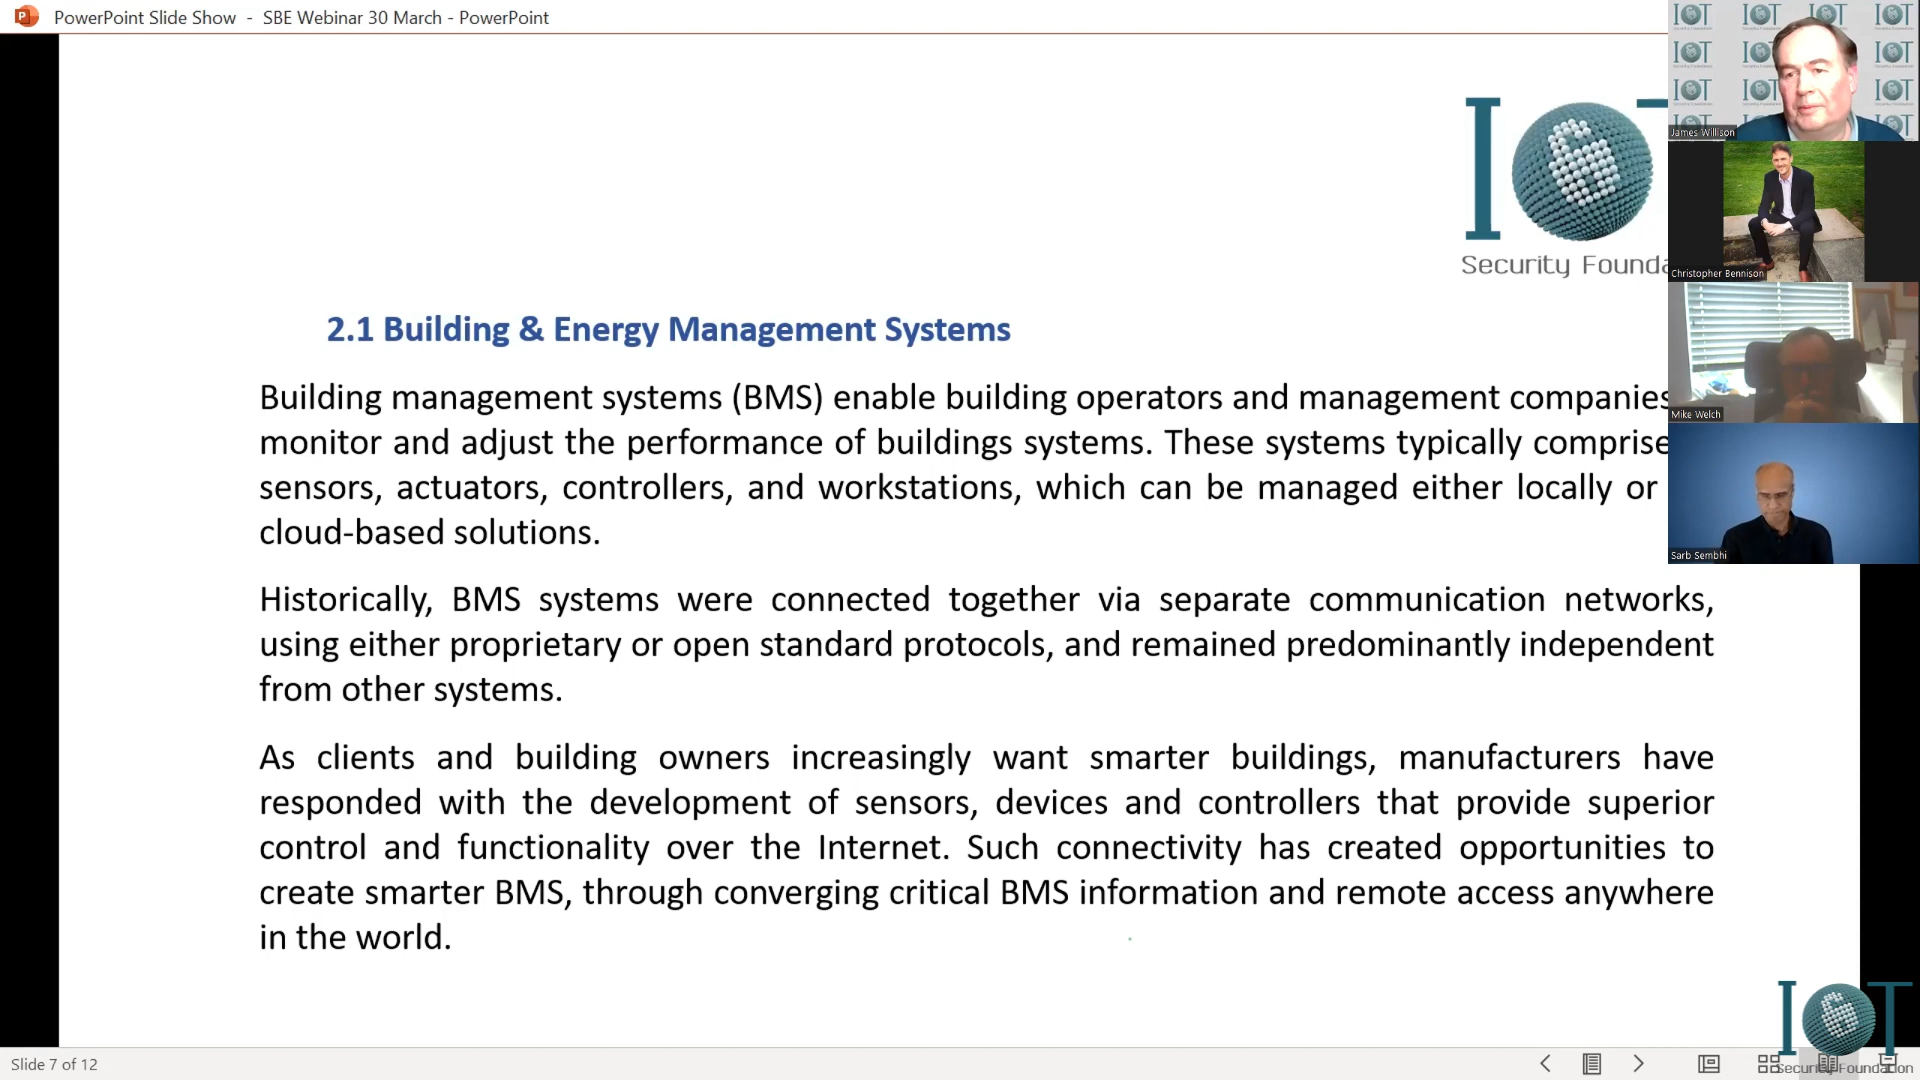 PowerPoint Slide Show - SBE Webinar 30 March - PowerPoint
IOT
Security Founda
2.1 Building & Energy Management Systems
Building management systems (BMS) enable building operators and management companies
monitor and adjust the performance of buildings systems. These systems typically comprise
sensors, actuators, controllers, and workstations, which can be managed either locally or
cloud-based solutions.
Historically, BMS systems were connected together via separate communication networks,
using either proprietary or open standard protocols, and remained predominantly independent
from other systems.
As clients and building owners increasingly want smarter buildings, manufacturers have
responded with the development of sensors, devices and controllers that provide superior
control and functionality over the Internet. Such connectivity has created opportunities to
create smarter BMS, through converging critical BMS information and remote access anywhere
in the world.
James Willison
Christopher Bennison
Mike Welch
Sarb Sembhi
IOT
Security Foundation
Slide 7 of 12